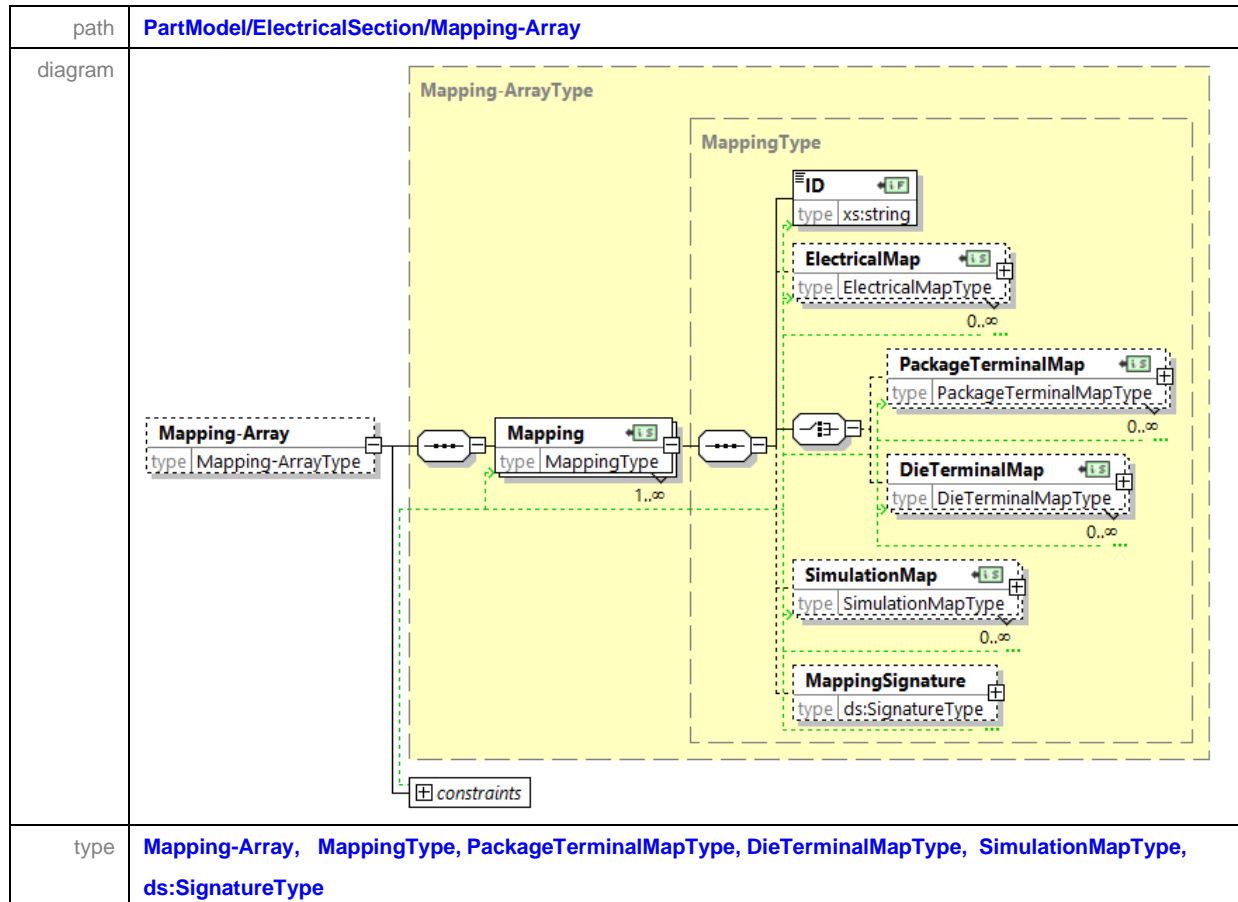 path
PartModel/ElectricalSection/Mapping-Array
diagram
Mapping-ArrayType
MappingType
ID
type xs:string
ElectricalMap
type ElectricalMapType
0..∞
PackageTerminalMap
type PackageTerminalMapType
0..∞
Mapping-Array
type Mapping-ArrayType
Mapping
type MappingType
1..∞
DieTerminalMap
type DieTerminalMapType
0..∞
SimulationMap
type SimulationMapType
0..∞
MappingSignature
type ds:SignatureType
constraints
type
Mapping-Array, MappingType, PackageTerminalMapType, DieTerminalMapType, SimulationMapType,
ds:SignatureType